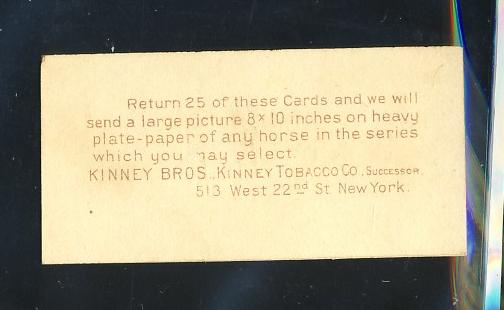 Return 25 of these Cards and we will
send a large picture 8 x 10 inches on heavy
plate-paper of any horse in the series
which you may select.
KINNEY BROS., KINNEY TOBACCO CO., SUCCESSOR,
513 West 22nd St. New York.